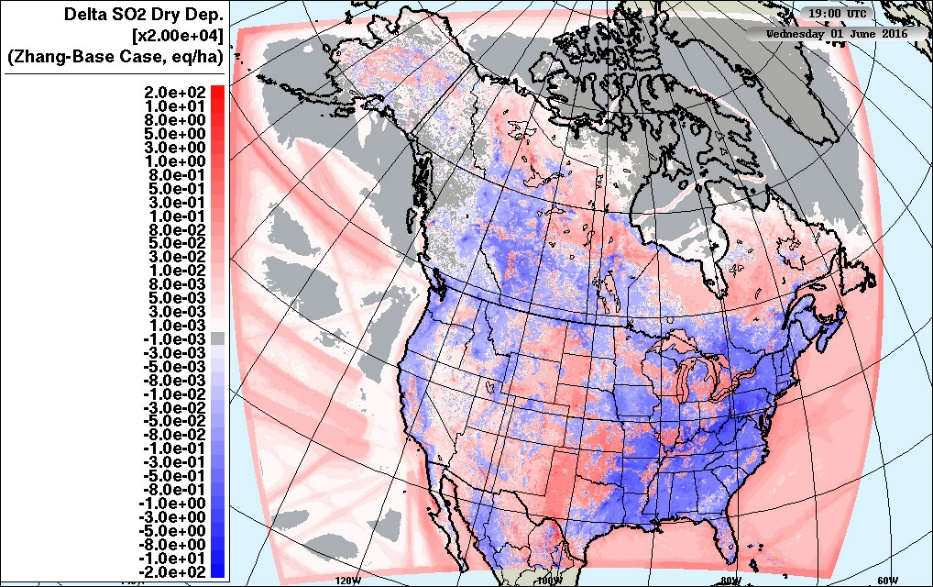 Delta SO2 Dry Dep.
[x2.00e+04]
(Zhang-Base Case, eq/ha)
2.0e+02
1.0e+01
8.0e+00
5.0e+00
3.0e+00
1.0e+00
8.0e-01
5.0e-01
3.0e-01
1.0e-01
8.0e-02
5.0e-02
3.0e-02
1.0e-02
8.0e-03
5.0e-03
3.0e-03
1.0e-03
-1.0e-03
-3.0e-03
-5.0e-03
-8.0e-03
-1.0e-02
-3.0e-02
-5.0e-02
-8.0e-02
-1.0e-01
-3.0e-01
-5.0e-01
-8.0e-01
-1.0e+00
-3.0e+00
-5.0e+00
-8.0e+00
-1.0e+01
-2.0e+02
19:00 UTC
Wednesday 01 June 2016
120W
100W
80W
60W